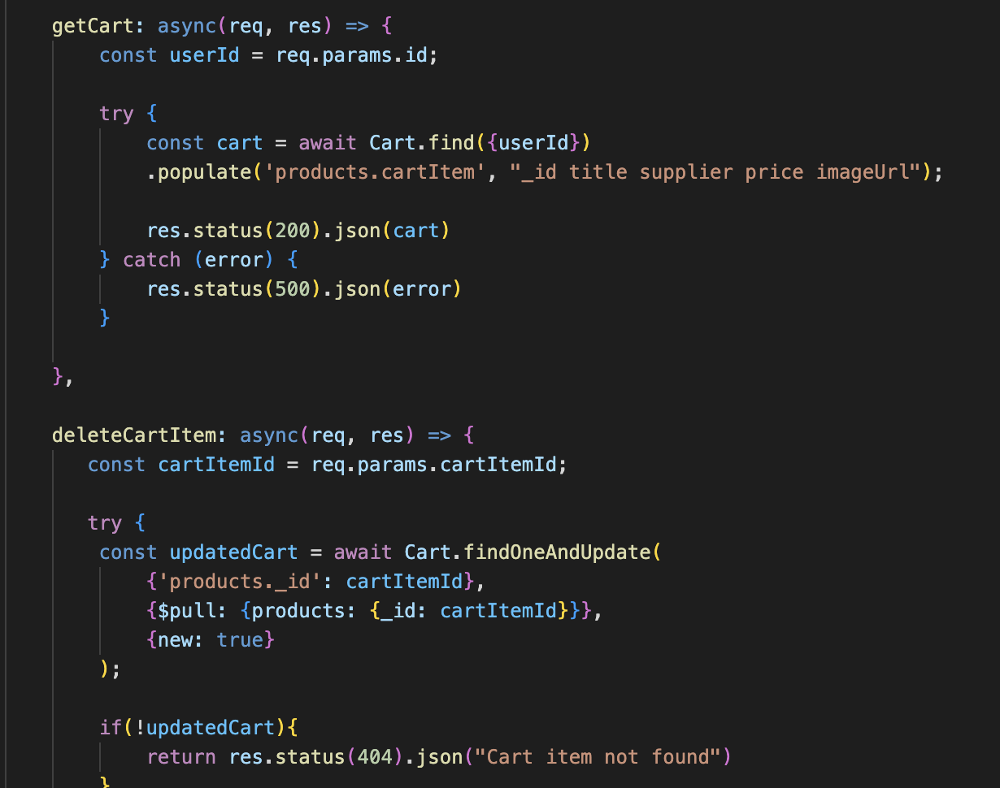 getCart: async(req, res) => {
const userId = req.params.id;
try {
const cart = await Cart.find({userId})
.populate('products.cartItem', "_id title supplier price imageUrl");
res.status(200).json(cart)
} catch (error) {
res.status(500).json(error)
}
},
deleteCartItem: async(req, res) => {
const cartItemId = req.params.cartItemId;
try {
const updatedCart = await Cart.findOneAndUpdate(
{'products._id': cartItemId},
{$pull: {products: {_id: cartItemId}}},
{new: true}
);
if(!updatedCart){
return res.status(404).json("Cart item not found")
}